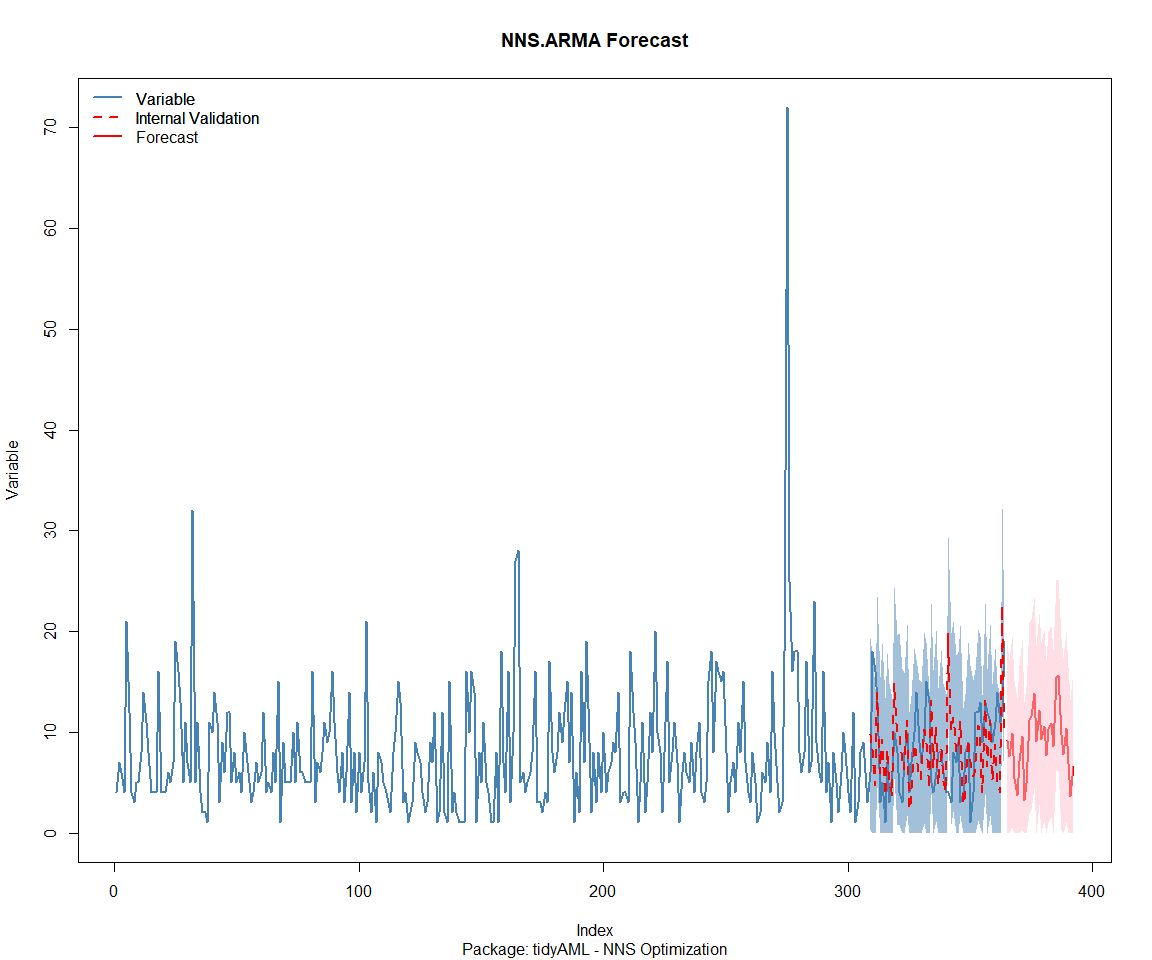 NNS.ARMA Forecast
Variable
Internal Validation
Forecast
70
60
50
40
30
20
10
0
Variable
0 100 200 300 400
Index
Package: tidyAML - NNS Optimization